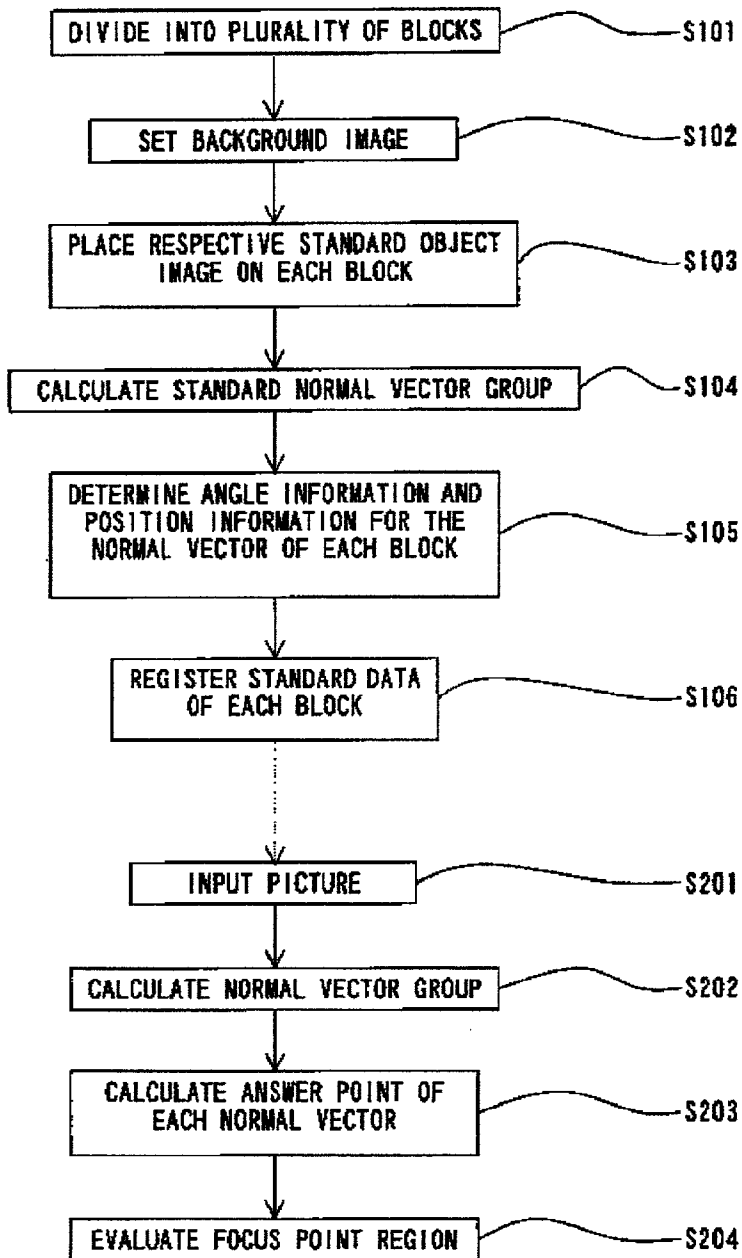 DIVIDE INTO PLURALITY OF BLOCKS
S101
SET BACKGROUND IMAGE
S102
PLACE RESPECTIVE STANDARD OBJECT
IMAGE ON EACH BLOCK
S103
CALCULATE STANDARD NORMAL VECTOR GROUP
S104
DETERMINE ANGLE INFORMATION AND
POSITION INFORMATION FOR THE
NORMAL VECTOR OF EACH BLOCK
S105
REGISTER STANDARD DATA
OF EACH BLOCK
S106
INPUT PICTURE
S201
CALCULATE NORMAL VECTOR GROUP
S202
CALCULATE ANSWER POINT OF
EACH NORMAL VECTOR
S203
EVALUATE FOCUS POINT REGION
S204